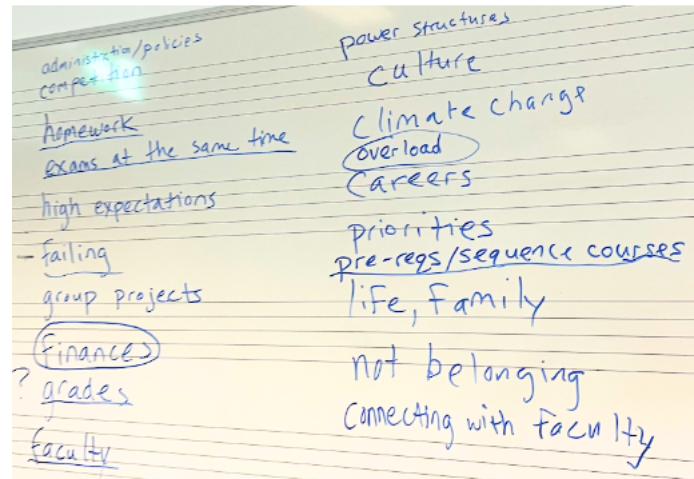 administration/policies
competition
homework
exams at the same time
high expectations
- failing
group projects
finances
? grades
faculty
power structures
culture
climate change
overload
careers
priorities
pre-reqs/sequence courses
life, family
not belonging
connecting with faculty